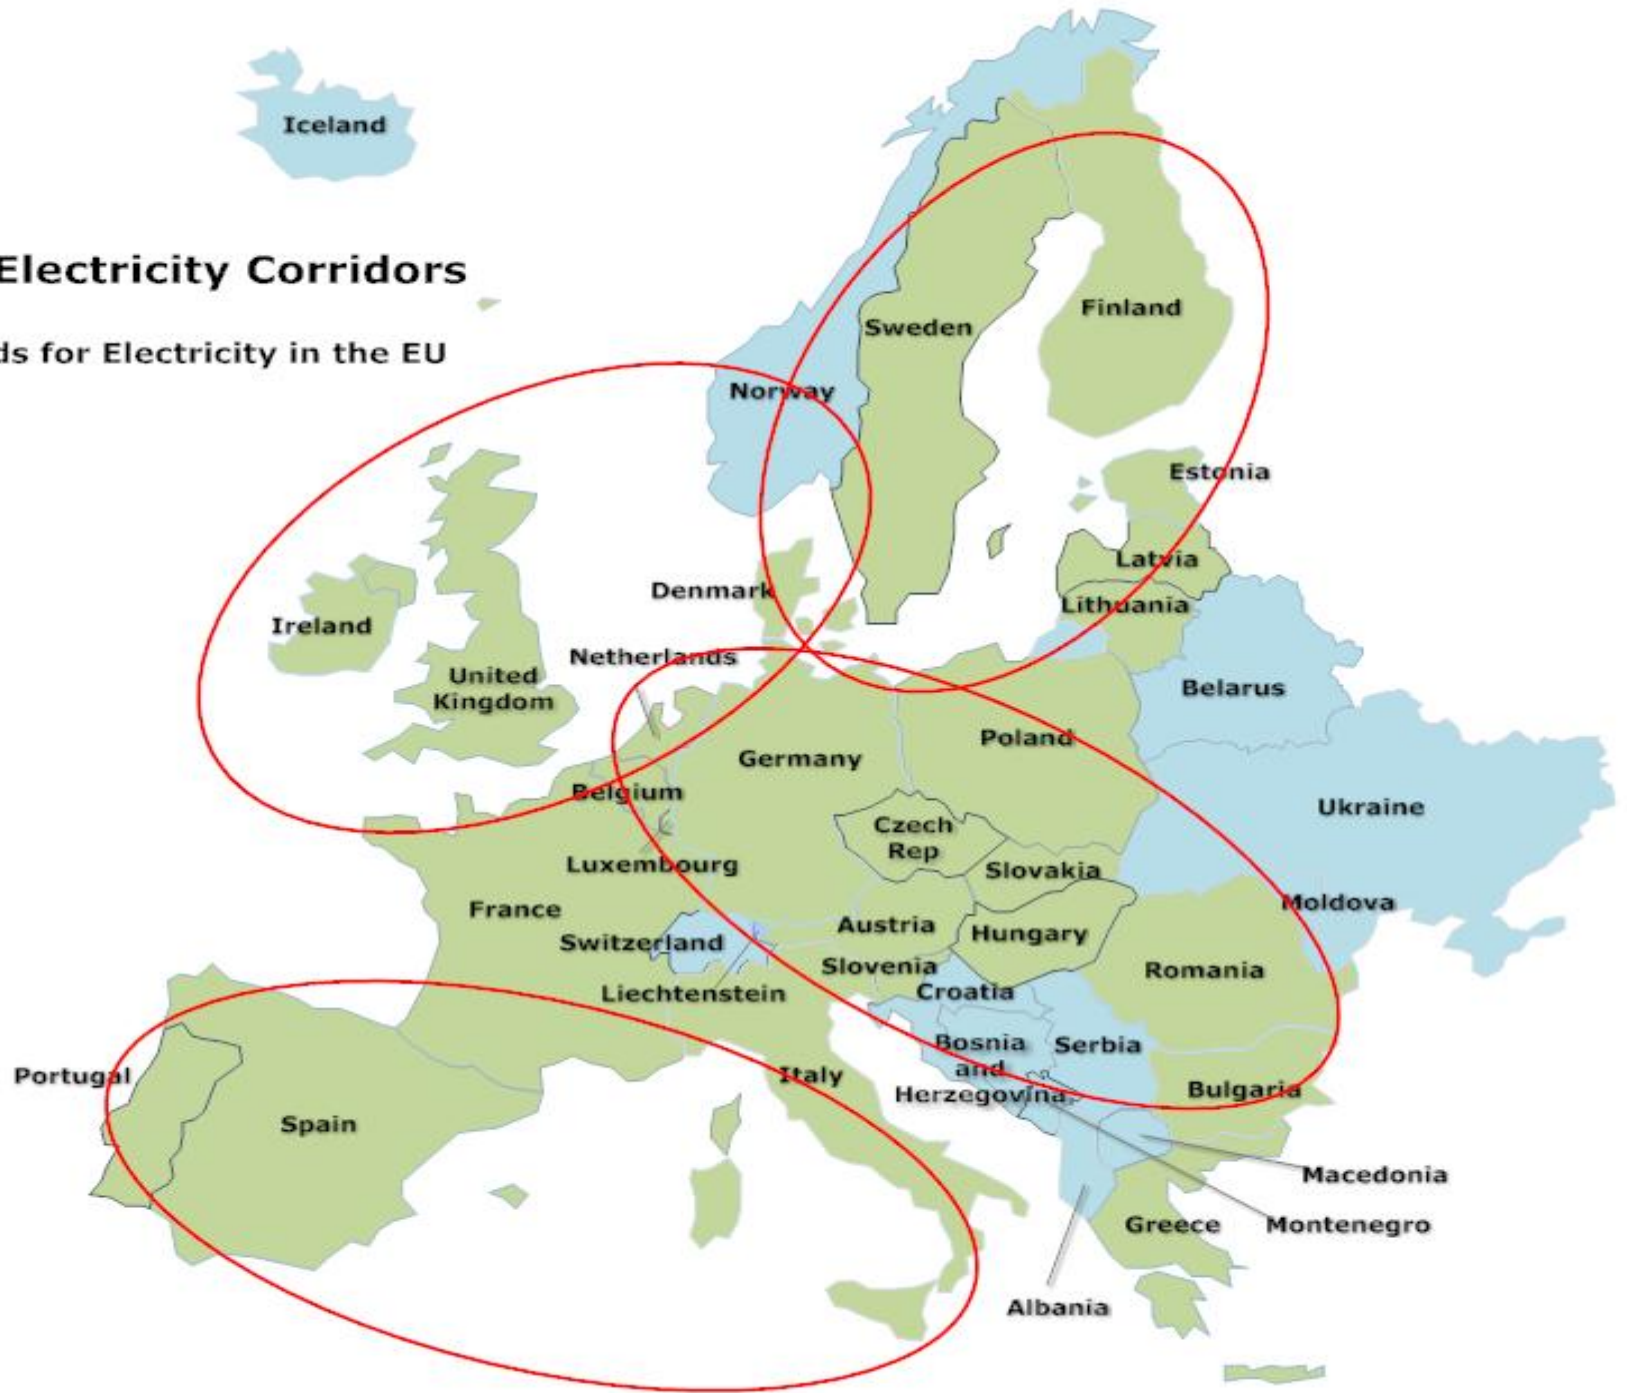 Iceland
Electricity Corridors
ds for Electricity in the EU
Finland
Sweden
Norway
Estonia
Latvia
Denmark
Lithuania
Ireland
Netherlands
United
Kingdom
Belarus
Poland
Germany
Belgium
Ukraine
Czech
Rep
Luxembourg
Slovakia
France
Moldova
Austria
Hungary
Switzerland
Slovenia
Romania
Liechtenstein
Croatia
Bosnia
and
Herzegovina
Serbia
Portugal
Italy
Bulgaria
Spain
Macedonia
Greece
Montenegro
Albania